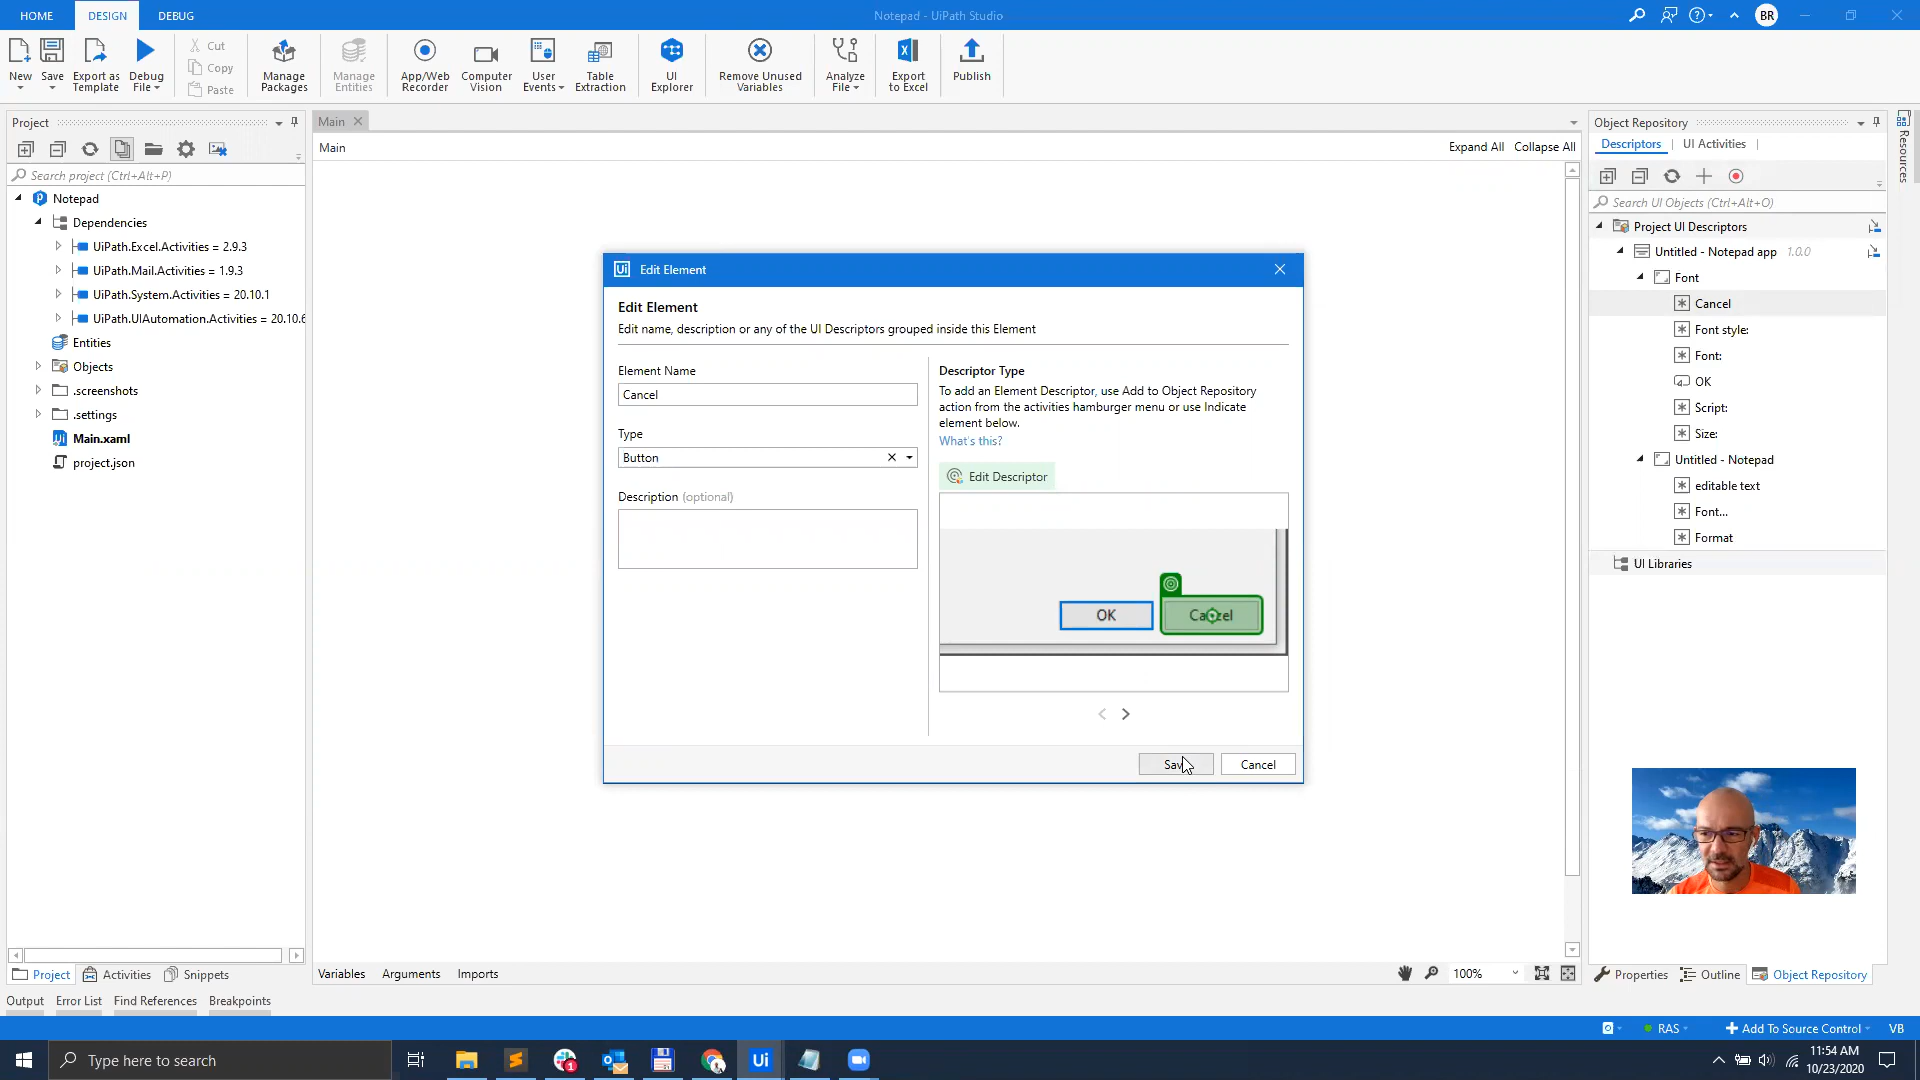 HOME
DESIGN
DEBUG
Notepad - UiPath Studio
BR
New
Save
Export as
Template
Debug
File
Cut
Copy
Paste
Manage
Packages
Manage
Entities
App/Web
Recorder
Computer
Vision
User
Events
Table
Extraction
UI
Explorer
Remove Unused
Variables
Analyze
File
Export
to Excel
Publish
Project
Search project (Ctrl+Alt+P)
Notepad
Dependencies
UiPath.Excel.Activities = 2.9.3
UiPath.Mail.Activities = 1.9.3
UiPath.System.Activities = 20.10.1
UiPath.UIAutomation.Activities = 20.10.6
Entities
Objects
.screenshots
.settings
Main.xaml
project.json
Main
Main
Expand All Collapse All
Ui Edit Element
Edit Element
Edit name, description or any of the UI Descriptors grouped inside this Element
Element Name
Cancel
Type
Button
Description (optional)
Descriptor Type
To add an Element Descriptor, use Add to Object Repository
action from the activities hamburger menu or use Indicate
element below.
What's this?
Edit Descriptor
OK
Cancel
Save
Cancel
Object Repository
Descriptors
UI Activities
Search UI Objects (Ctrl+Alt+O)
Project UI Descriptors
Untitled - Notepad app 1.0.0
Font
Cancel
Font style:
Font:
OK
Script:
Size:
Untitled - Notepad
editable text
Font...
Format
UI Libraries
Resources
Project
Activities
Snippets
Variables
Arguments
Imports
100%
Properties
Outline
Object Repository
Output
Error List
Find References
Breakpoints
RAS
Add To Source Control
VB
Type here to search
1
Ui
11:54 AM
10/23/2020